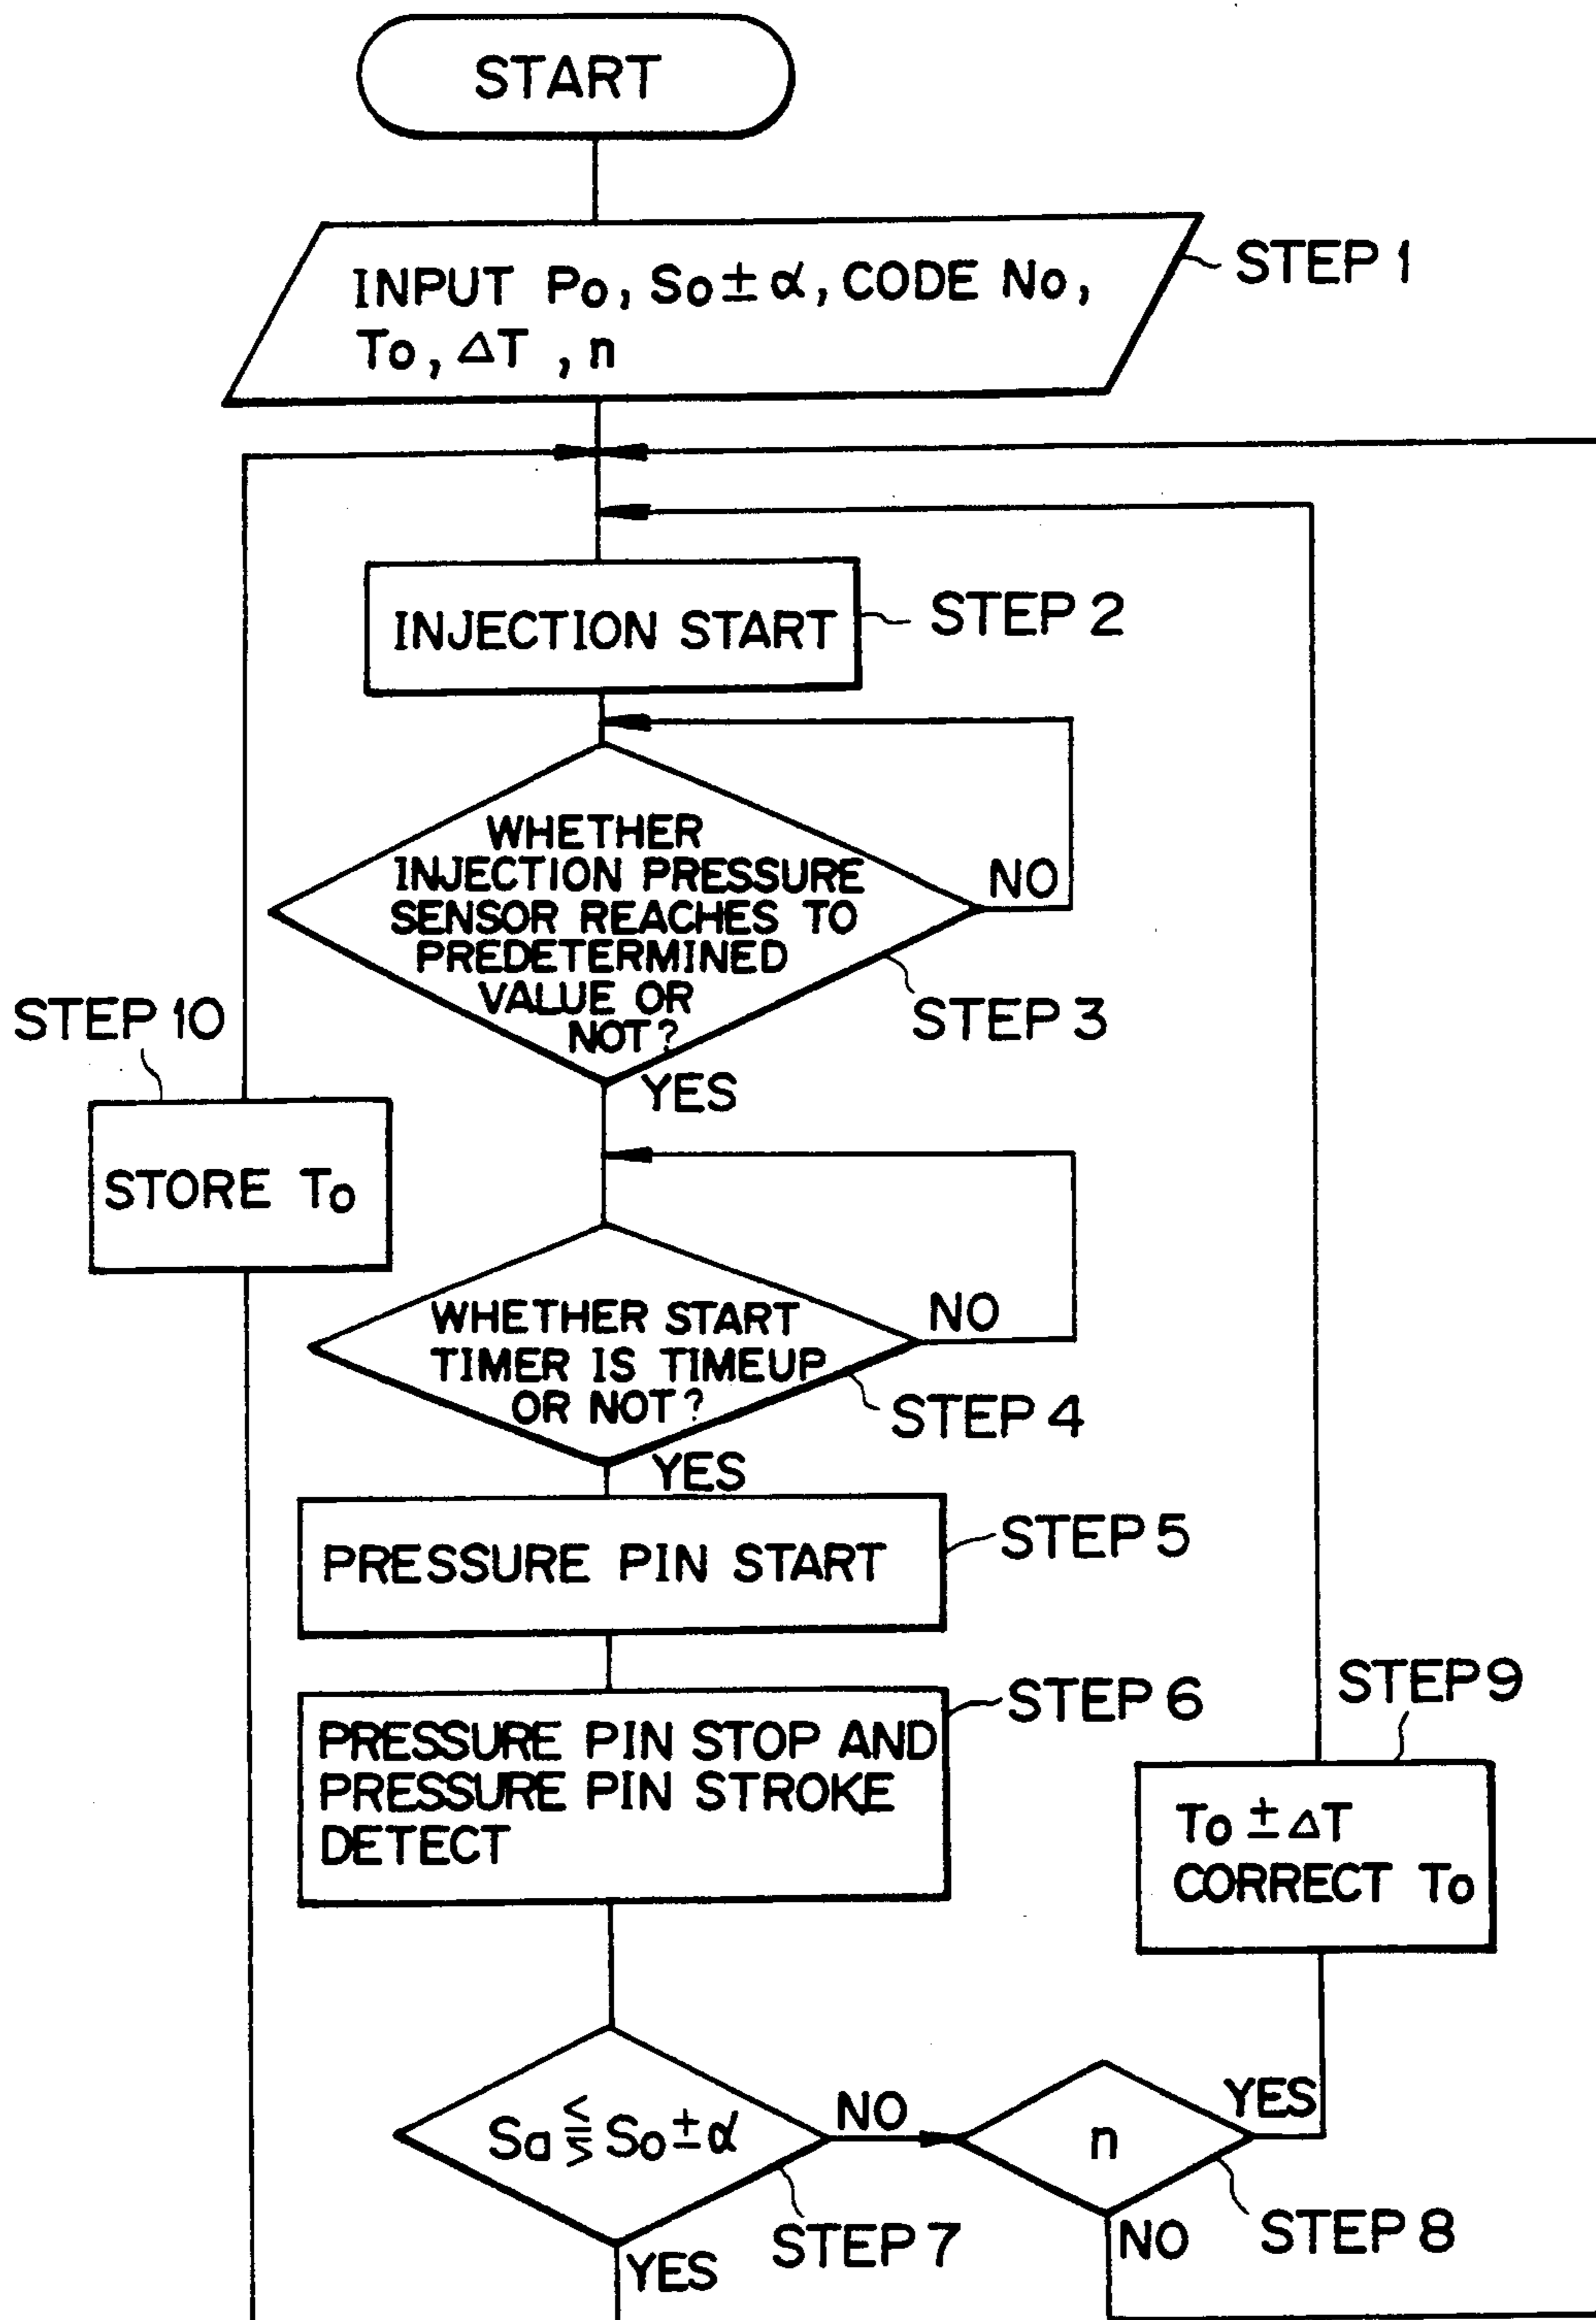 START
INPUT Po, So ± α, CODE No,
To, ΔT, n
STEP 1
INJECTION START
STEP 2
WHETHER
INJECTION PRESSURE
SENSOR REACHES TO
PREDETERMINED
VALUE OR
NOT?
NO
STEP 3
YES
STEP 10
STORE To
WHETHER START
TIMER IS TIMEUP
OR NOT?
NO
STEP 4
YES
PRESSURE PIN START
STEP 5
PRESSURE PIN STOP AND
PRESSURE PIN STROKE
DETECT
STEP 6
STEP 9
To ± ΔT
CORRECT To
Sa ≦≧ So ± α
NO
STEP 7
YES
n
YES
STEP 8
NO